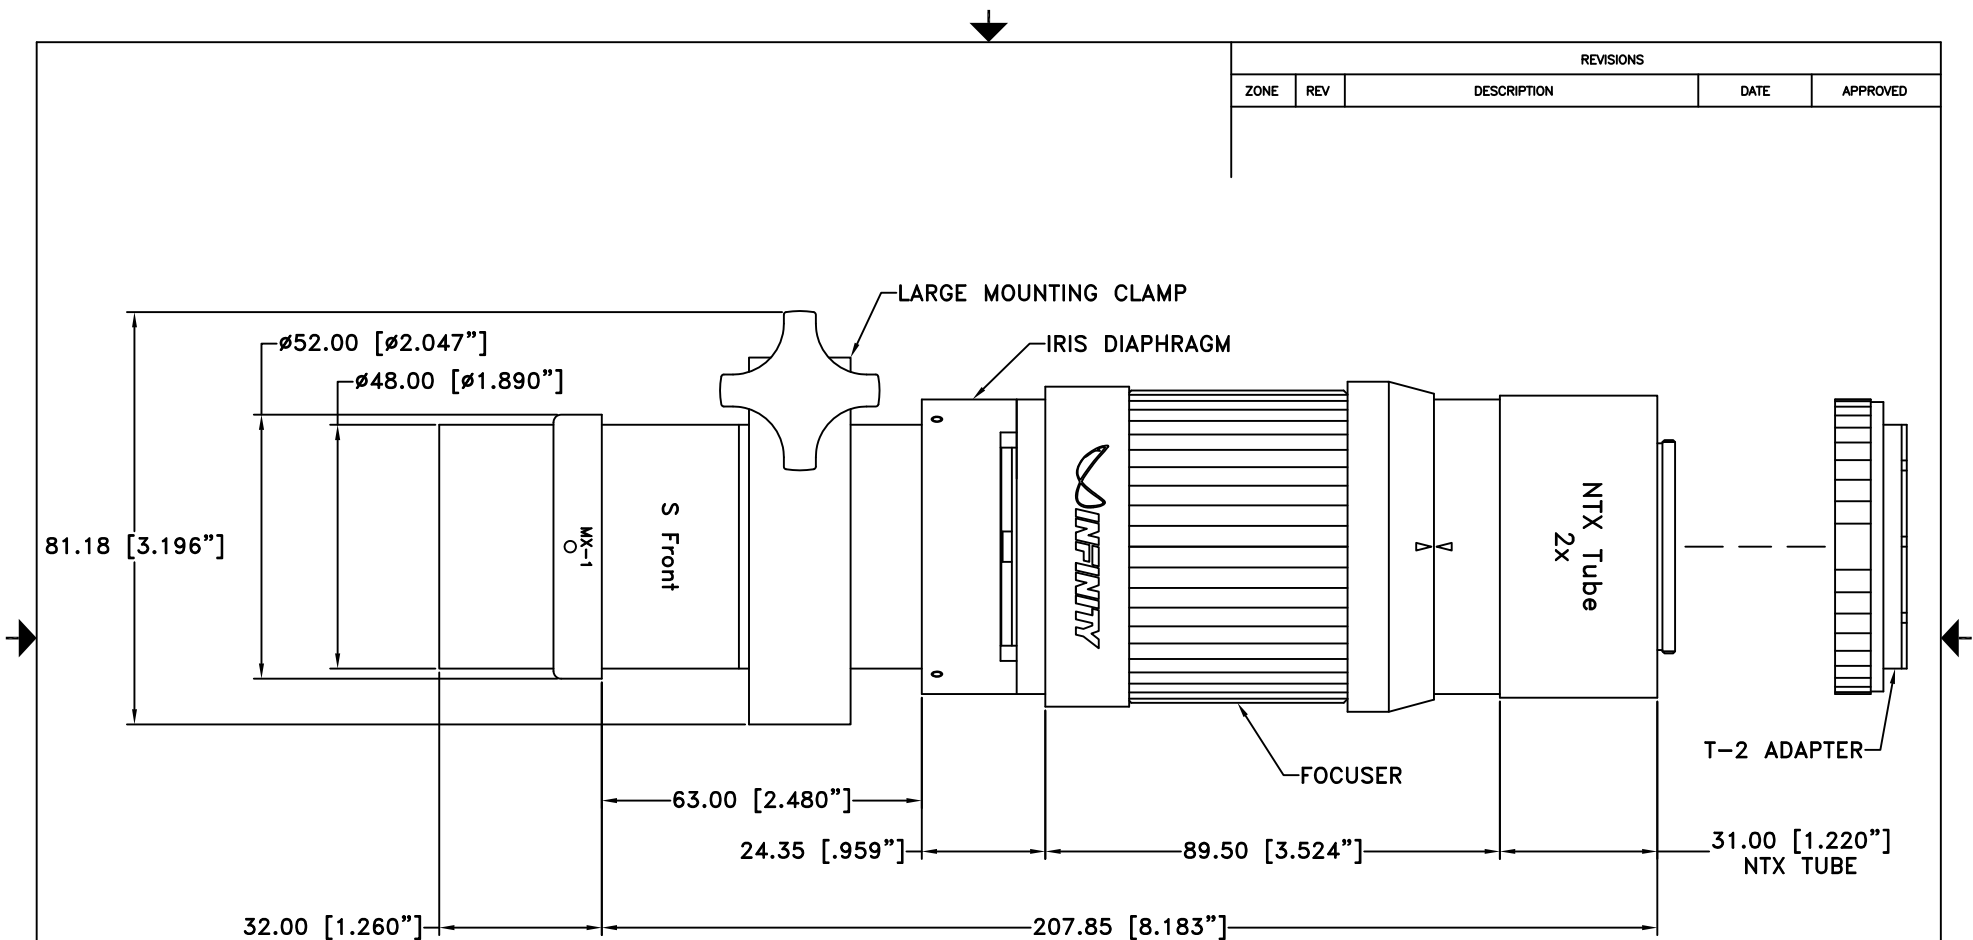 REVISIONS
ZONE REV DESCRIPTION DATE APPROVED
LARGE MOUNTING CLAMP
IRIS DIAPHRAGM
ø52.00 [ø2.047”]
ø48.00 [ø1.890”]
81.18 [3.196”]
MX-1
S Front
INFINITY
NTX Tube
2x
T-2 ADAPTER
FOCUSER
63.00 [2.480”]
24.35 [.959”]
89.50 [3.524”]
31.00 [1.220”]
NTX TUBE
32.00 [1.260”]
207.85 [8.183”]